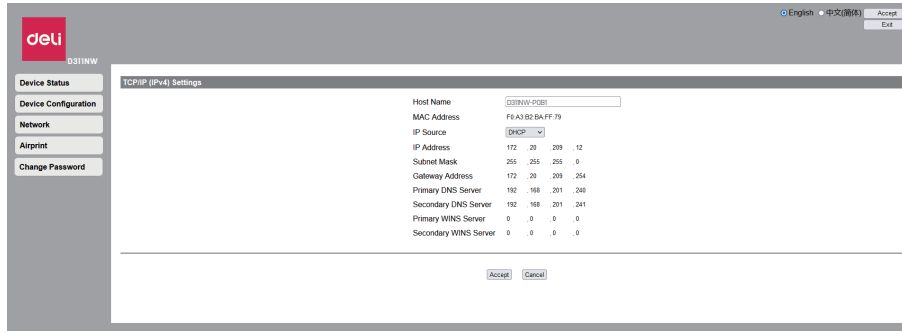 English 中文(简体) Accept
Exit
deli
D311NW
Device Status
Device Configuration
Network
Airprint
Change Password
TCP/IP (IPv4) Settings
Host Name D311NW-P0B1
MAC Address F0:A3:B2:BA:FF:79
IP Source DHCP
IP Address 172 . 20 . 209 . 12
Subnet Mask 255 . 255 . 255 . 0
Gateway Address 172 . 20 . 209 . 254
Primary DNS Server 192 . 168 . 201 . 240
Secondary DNS Server 192 . 168 . 201 . 241
Primary WINS Server 0 . 0 . 0 . 0
Secondary WINS Server 0 . 0 . 0 . 0
Accept Cancel